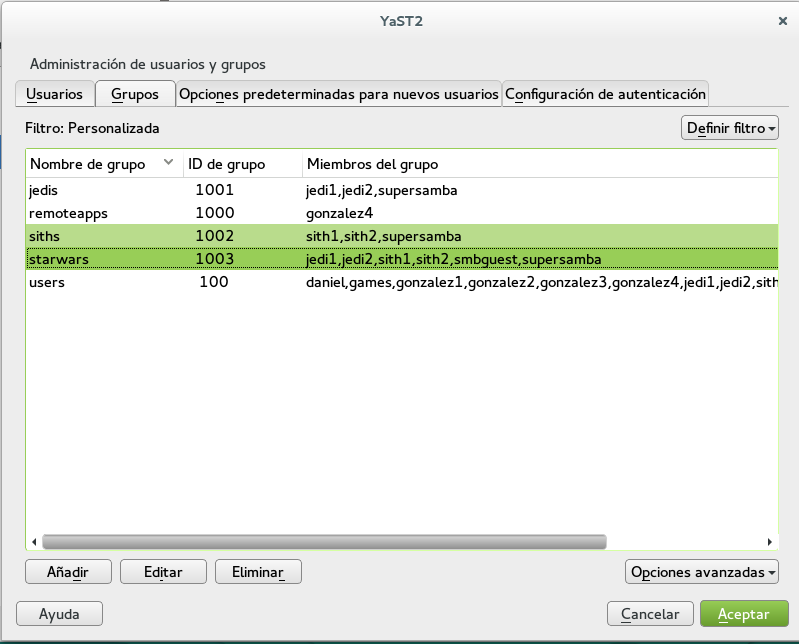 YaST2
Administración de usuarios y grupos
Usuarios Grupos Opciones predeterminadas para nuevos usuarios Configuración de autenticación
Filtro: Personalizada Definir filtro
Nombre de grupo ID de grupo Miembros del grupo
jedis 1001 jedi1,jedi2,supersamba
remoteapps 1000 gonzalez4
siths 1002 sith1,sith2,supersamba
starwars 1003 jedi1,jedi2,sith1,sith2,smbguest,supersamba
users 100 daniel,games,gonzalez1,gonzalez2,gonzalez3,gonzalez4,jedi1,jedi2,sith
Añadir Editar Eliminar Opciones avanzadas
Ayuda Cancelar Aceptar